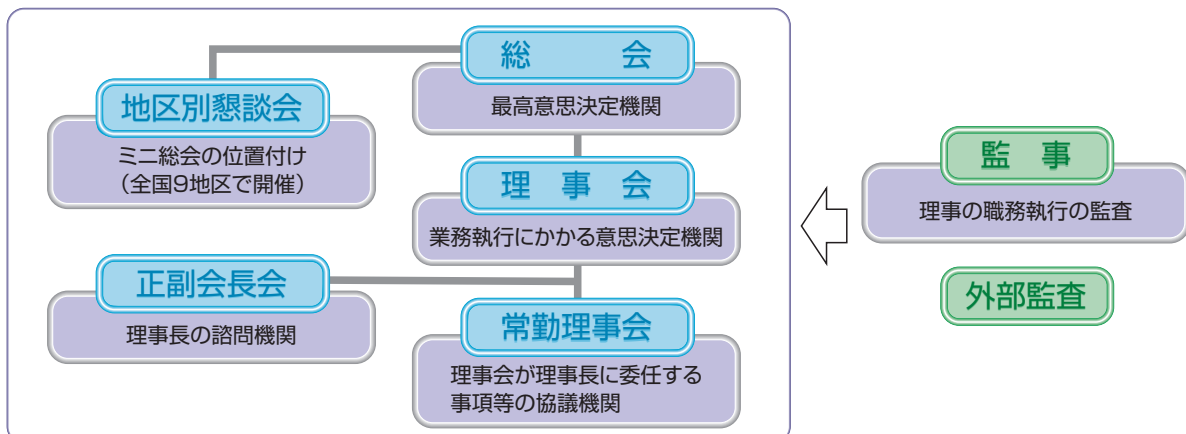 総会
最高意思決定機関
地区別懇談会
ミニ総会の位置付け
（全国9地区で開催）
理事会
業務執行にかかる意思決定機関
正副会長会
理事長の諮問機関
常勤理事会
理事会が理事長に委任する
事項等の協議機関
監事
理事の職務執行の監査
外部監査